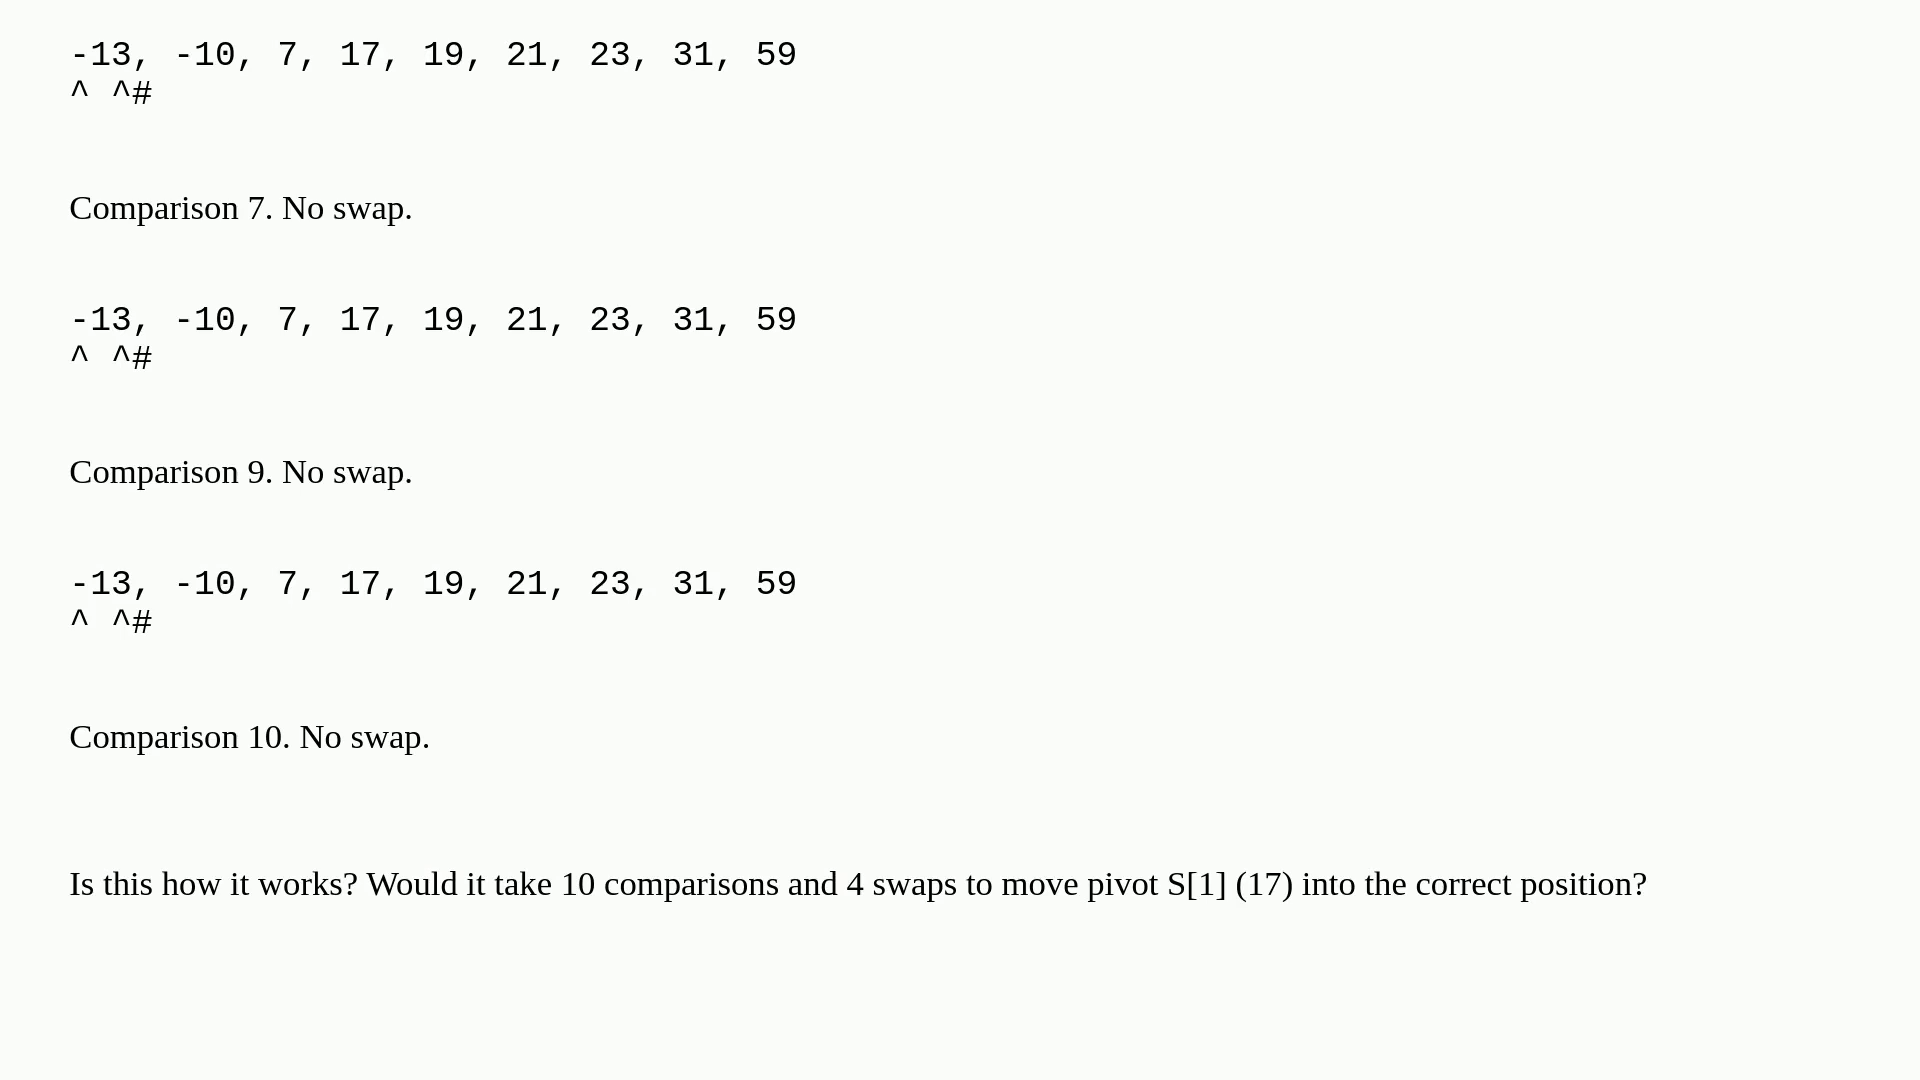 -13, -10, 7, 17, 19, 21, 23, 31, 59
^ ^#
Comparison 7. No swap.
-13, -10, 7, 17, 19, 21, 23, 31, 59
^ ^#
Comparison 9. No swap.
-13, -10, 7, 17, 19, 21, 23, 31, 59
^ ^#
Comparison 10. No swap.
Is this how it works? Would it take 10 comparisons and 4 swaps to move pivot S[1] (17) into the correct position?